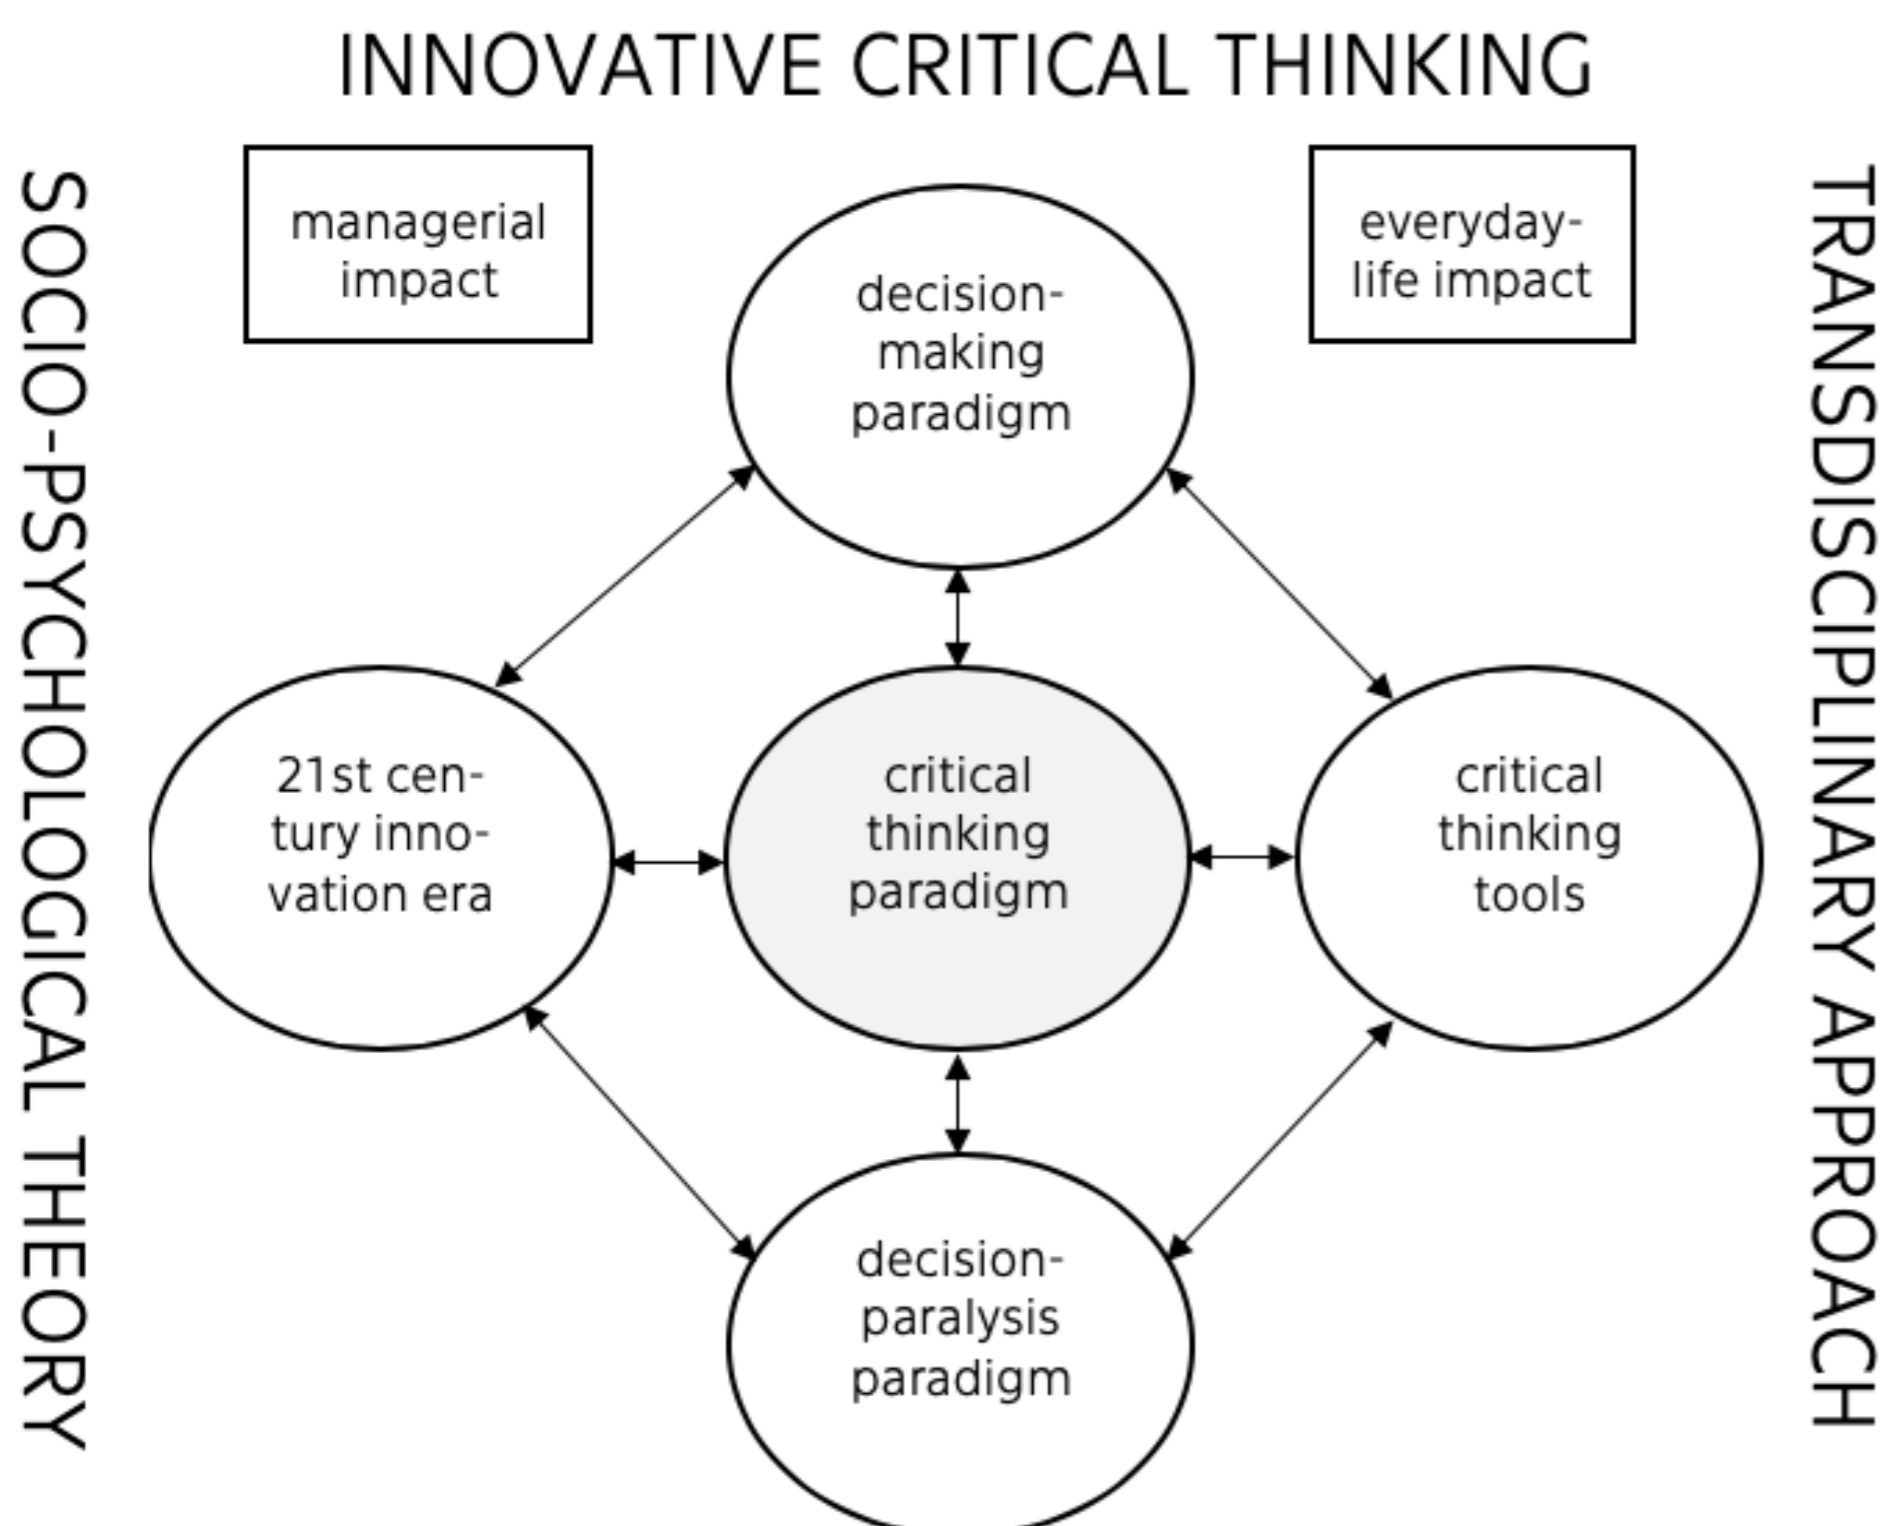 INNOVATIVE CRITICAL THINKING
SOCIO-PSYCHOLOGICAL THEORY
managerial
impact
everyday-
life impact
TRANSDISCIPLINARY APPROACH
decision-
making
paradigm
21st cen-
tury inno-
vation era
critical
thinking
paradigm
critical
thinking
tools
decision-
paralysis
paradigm